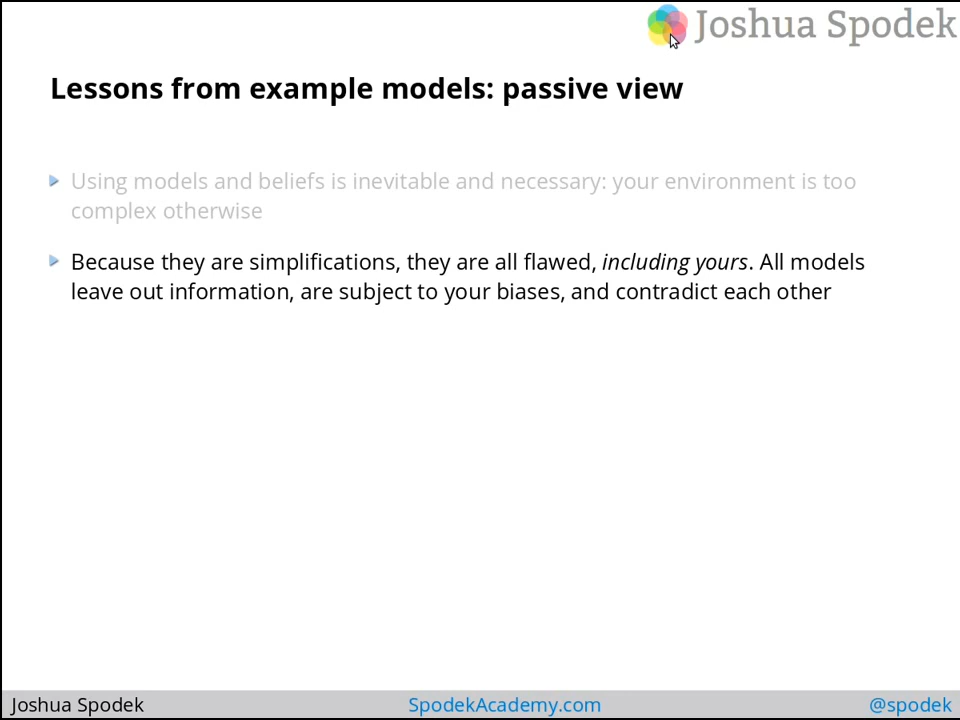 Joshua Spodek
Lessons from example models: passive view
Using models and beliefs is inevitable and necessary: your environment is too
complex otherwise
Because they are simplifications, they are all flawed, including yours. All models
leave out information, are subject to your biases, and contradict each other
Joshua Spodek
SpodekAcademy.com
@spodek